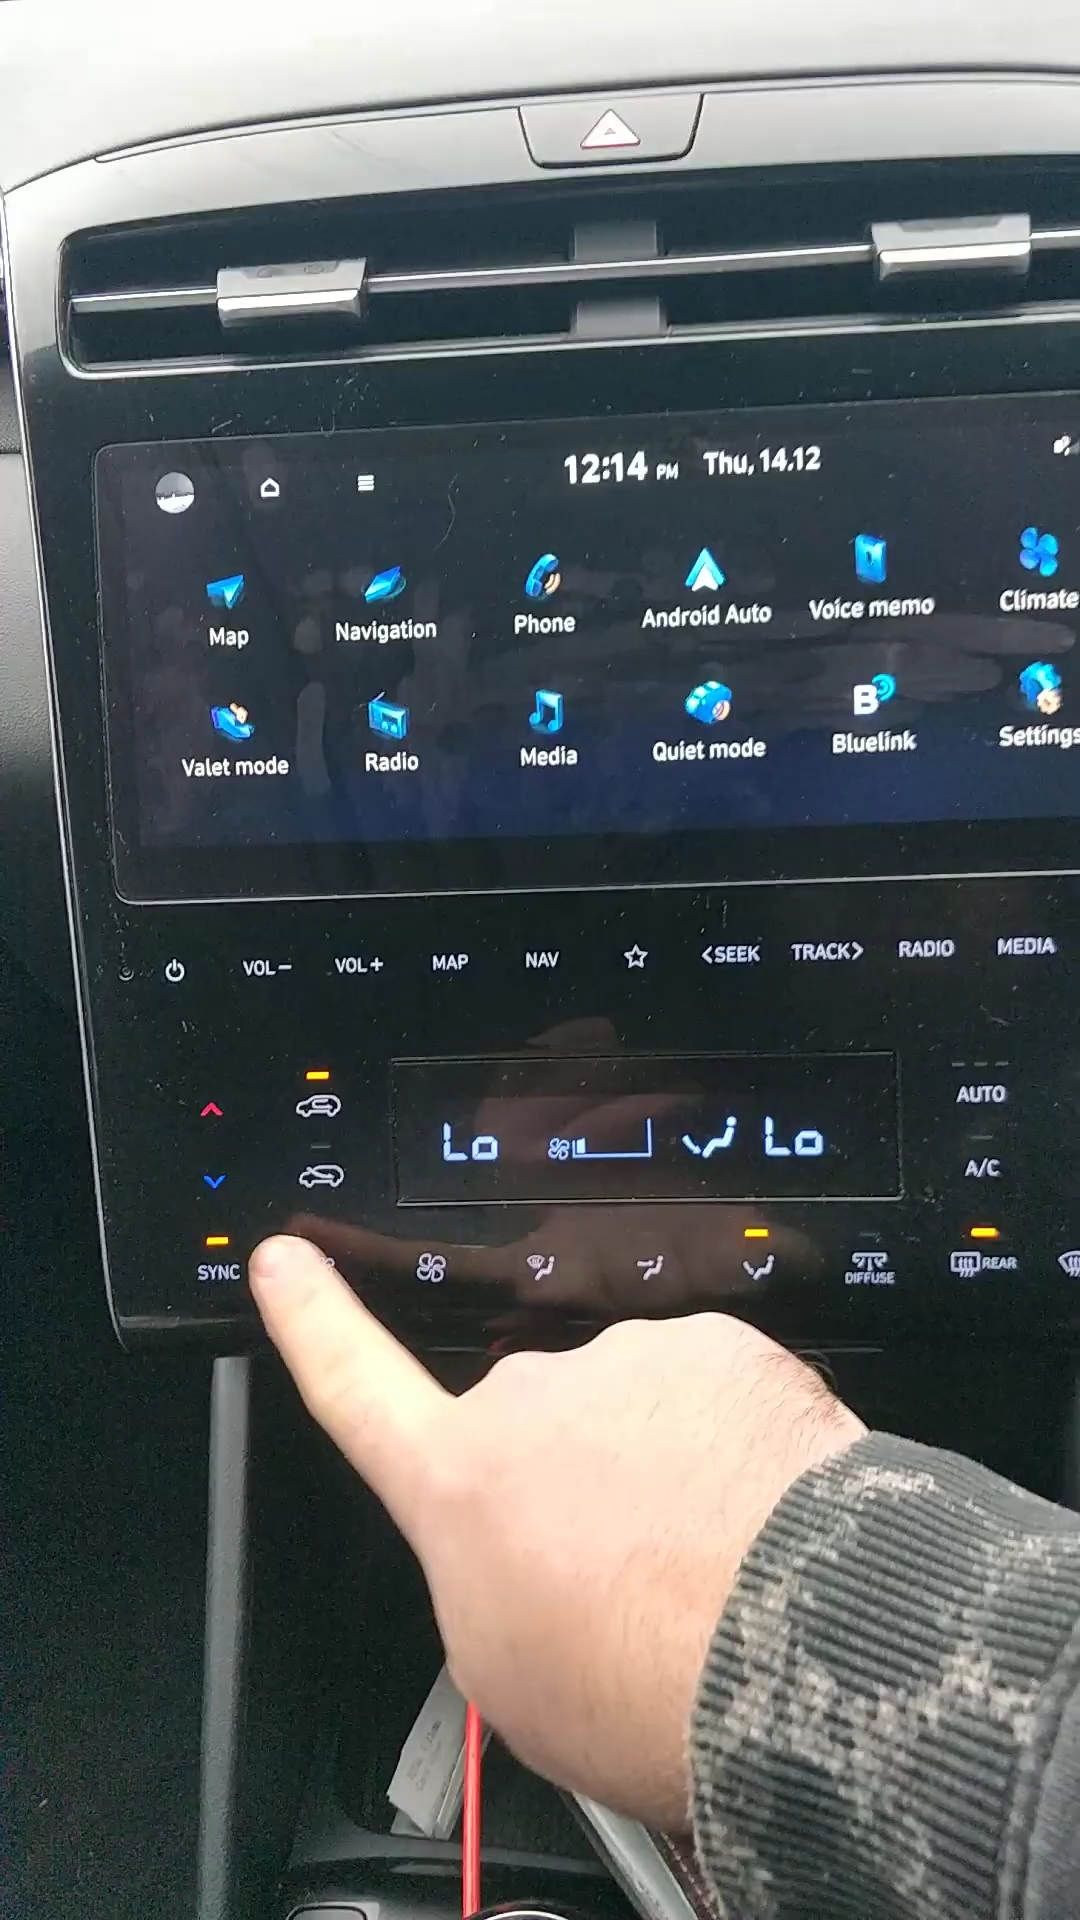 12:14 PM Thu, 14.12
Map Navigation Phone Android Auto Voice memo Climate
Valet mode Radio Media Quiet mode Bluelink Settings
VOL− VOL+ MAP NAV <SEEK TRACK> RADIO MEDIA
AUTO
Lo Lo
A/C
SYNC DIFFUSE REAR